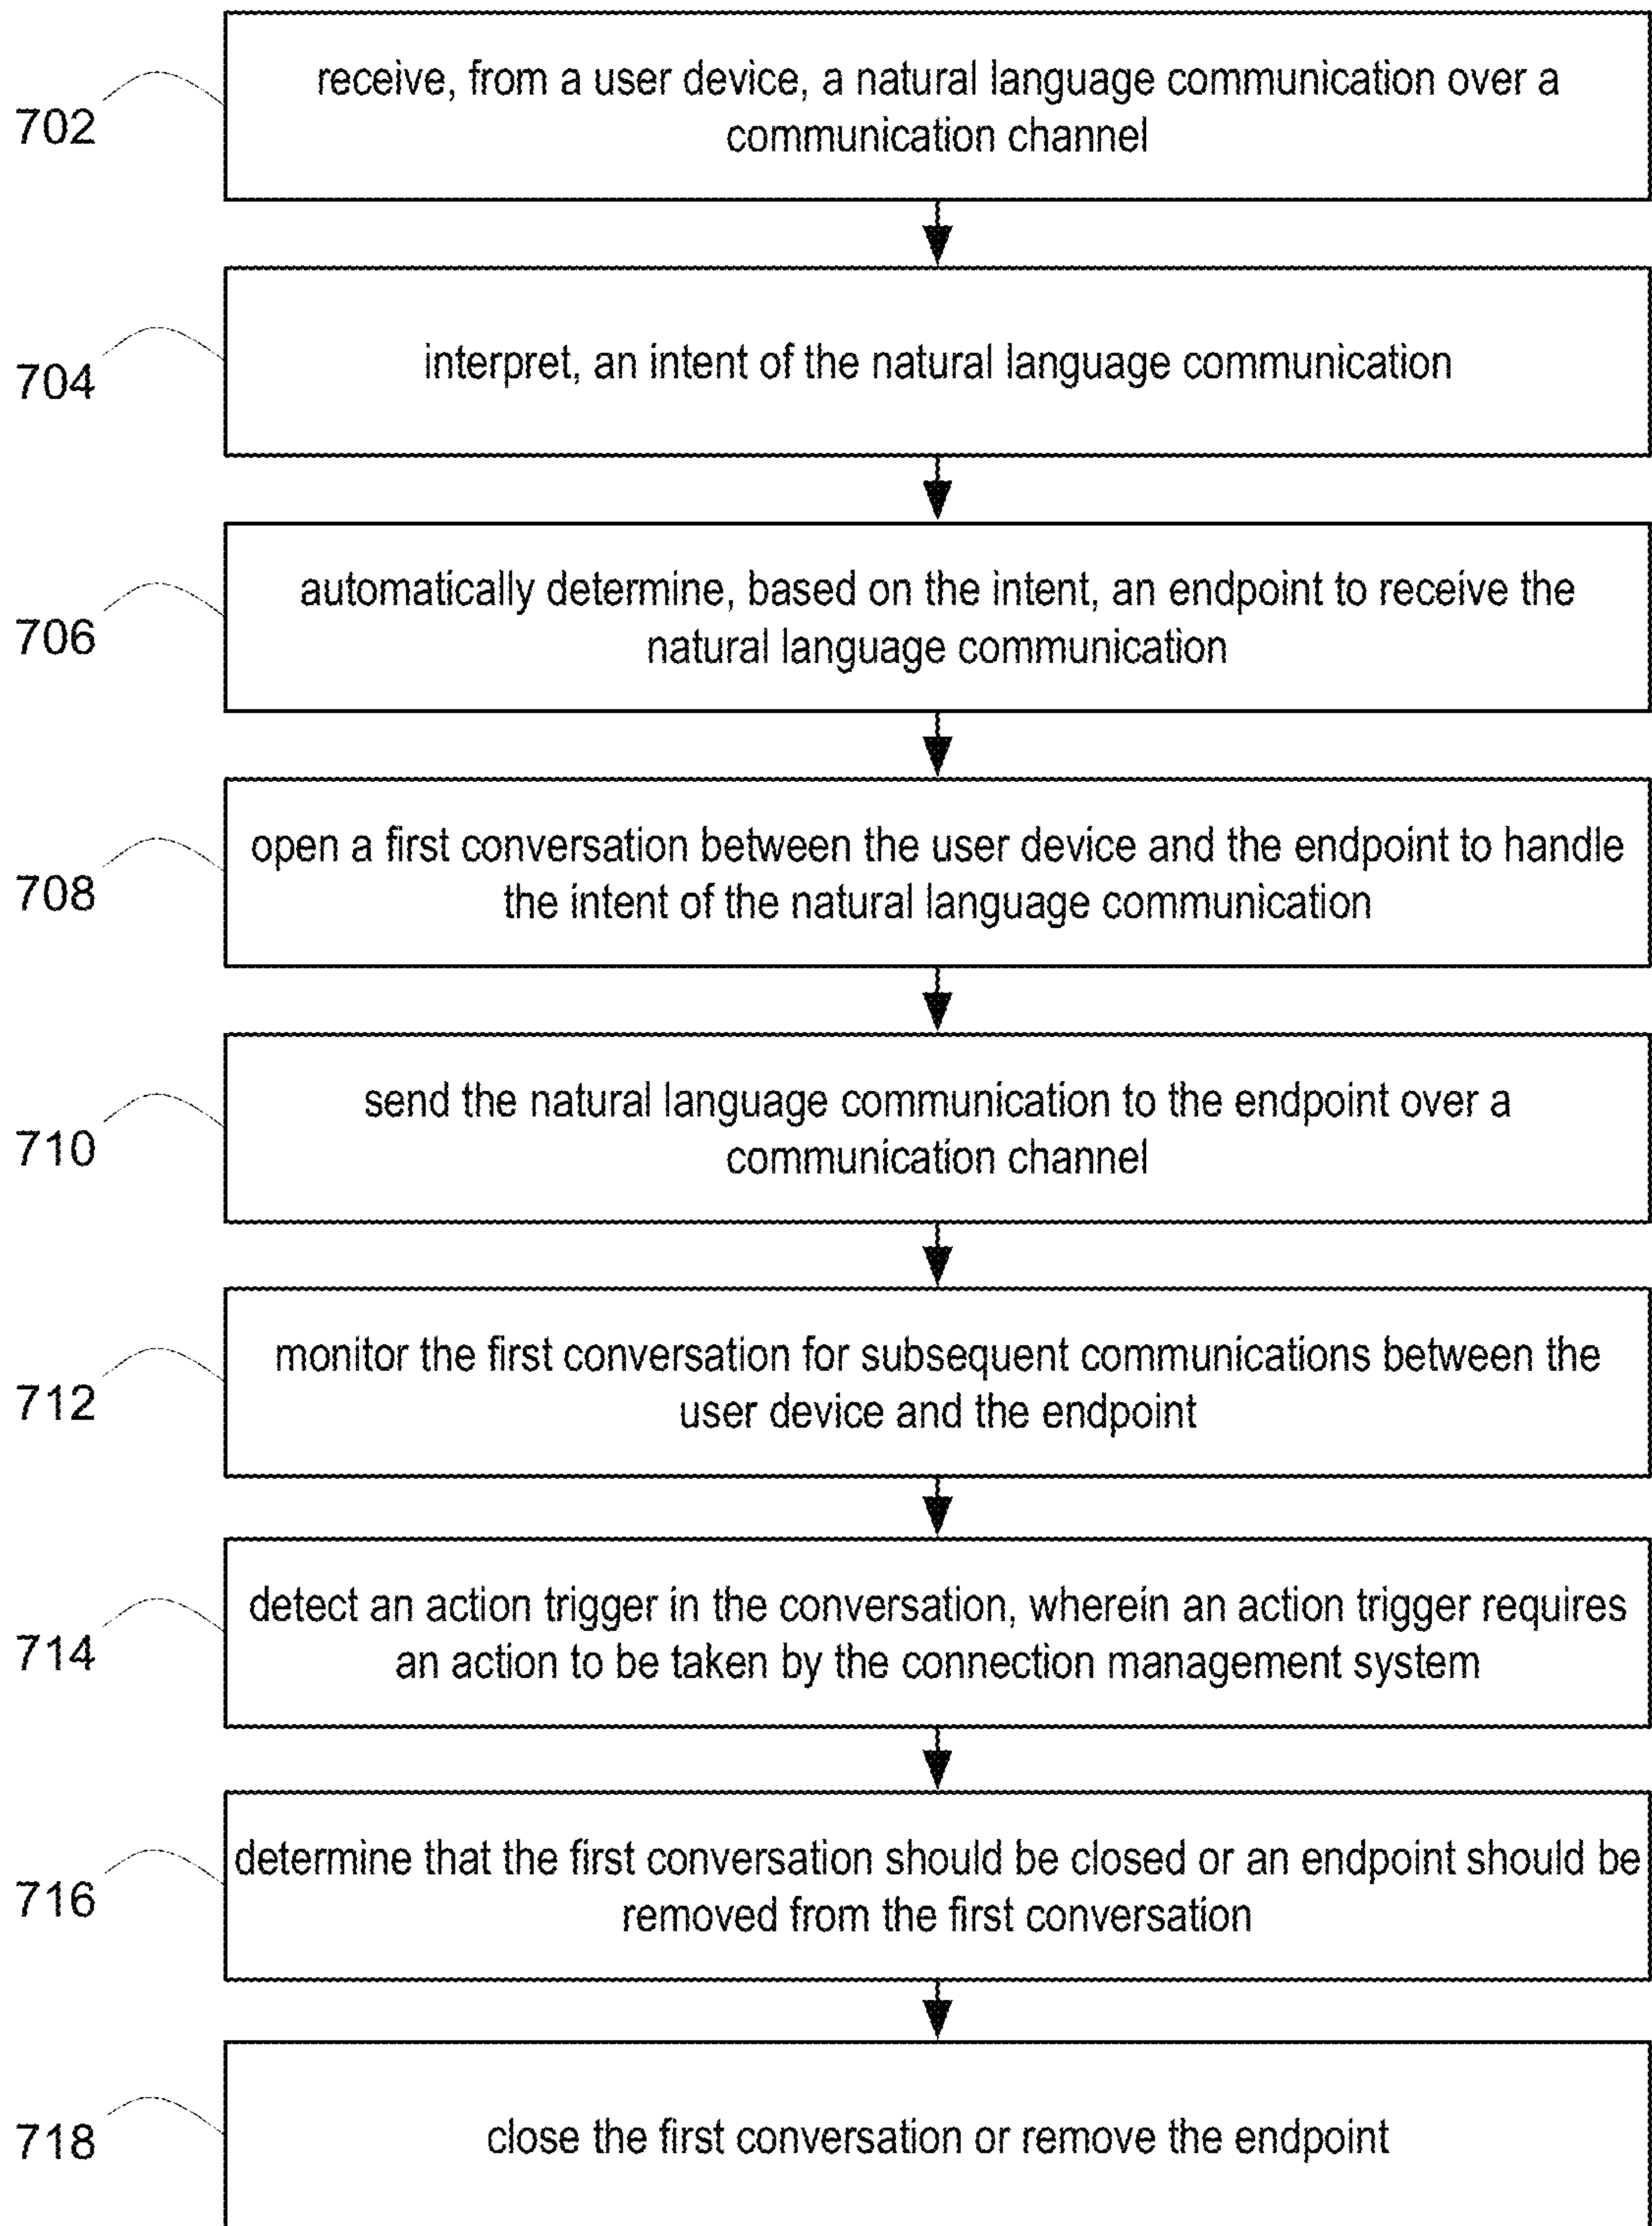 702
receive, from a user device, a natural language communication over a
communication channel
704
interpret, an intent of the natural language communication
706
automatically determine, based on the intent, an endpoint to receive the
natural language communication
708
open a first conversation between the user device and the endpoint to handle
the intent of the natural language communication
710
send the natural language communication to the endpoint over a
communication channel
712
monitor the first conversation for subsequent communications between the
user device and the endpoint
714
detect an action trigger in the conversation, wherein an action trigger requires
an action to be taken by the connection management system
716
determine that the first conversation should be closed or an endpoint should be
removed from the first conversation
718
close the first conversation or remove the endpoint